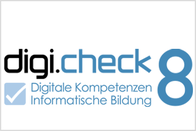 digi.check 8
Digitale Kompetenzen
Informatische Bildung